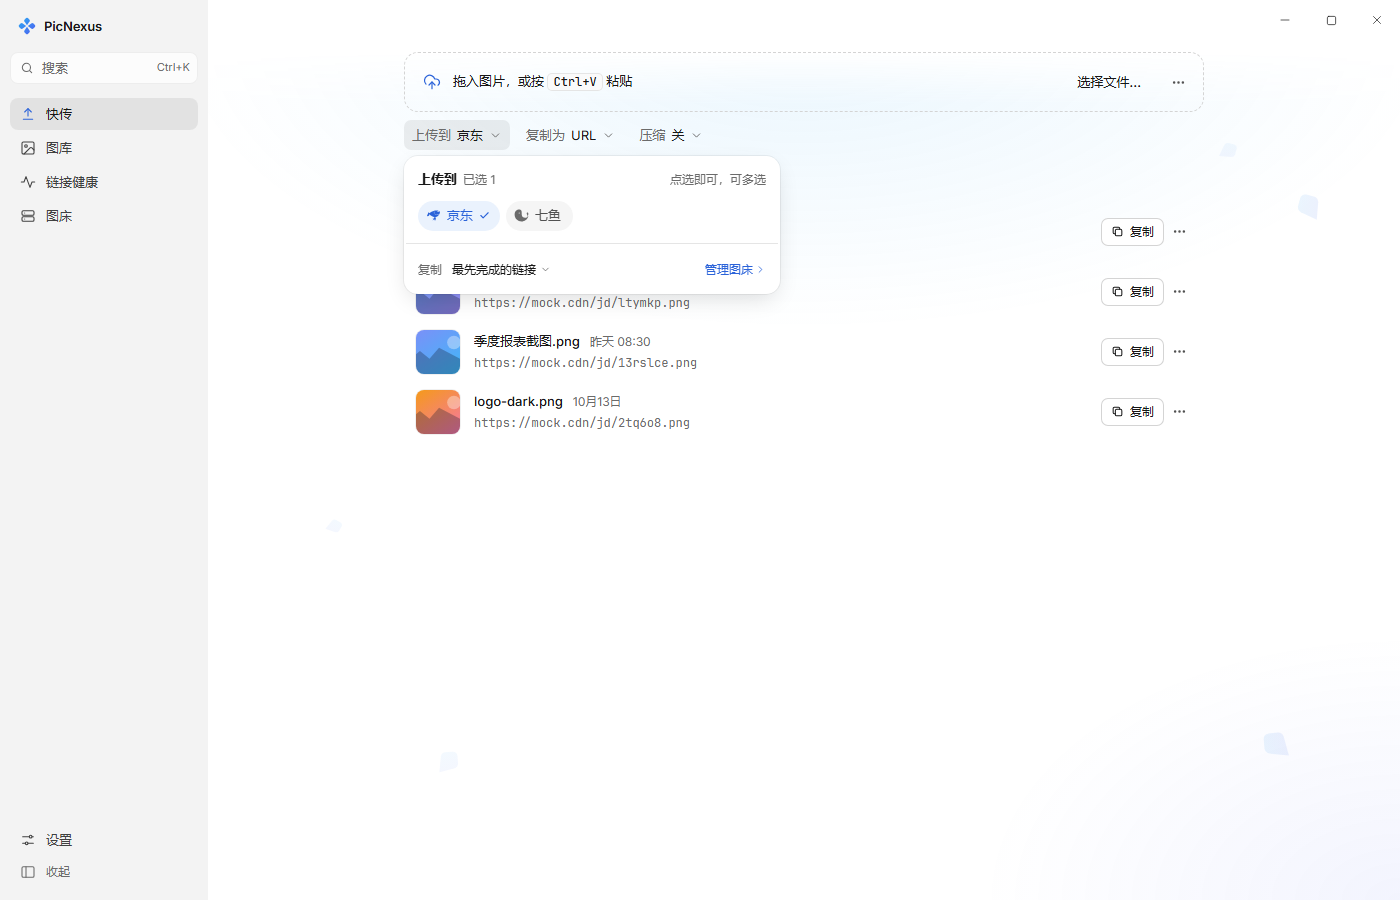 PicNexus
搜索 Ctrl+K
快传
图库
链接健康
图床
设置
收起
拖入图片，或按 Ctrl+V 粘贴 选择文件...
上传到 京东 复制为 URL 压缩 关
上传到 已选 1 点选即可，可多选
京东 七鱼
复制 最先完成的链接 管理图床
复制
https://mock.cdn/jd/ltymkp.png
复制
季度报表截图.png 昨天 08:30
https://mock.cdn/jd/13rslce.png
复制
logo-dark.png 10月13日
https://mock.cdn/jd/2tq6o8.png
复制